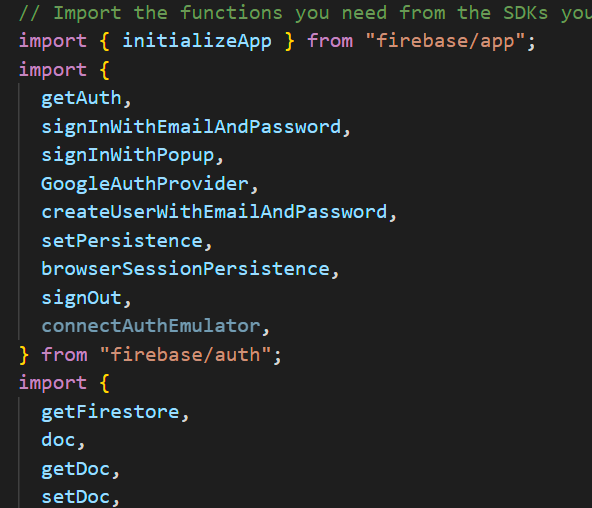 // Import the functions you need from the SDKs you
import { initializeApp } from "firebase/app";
import {
getAuth,
signInWithEmailAndPassword,
signInWithPopup,
GoogleAuthProvider,
createUserWithEmailAndPassword,
setPersistence,
browserSessionPersistence,
signOut,
connectAuthEmulator,
} from "firebase/auth";
import {
getFirestore,
doc,
getDoc,
setDoc,